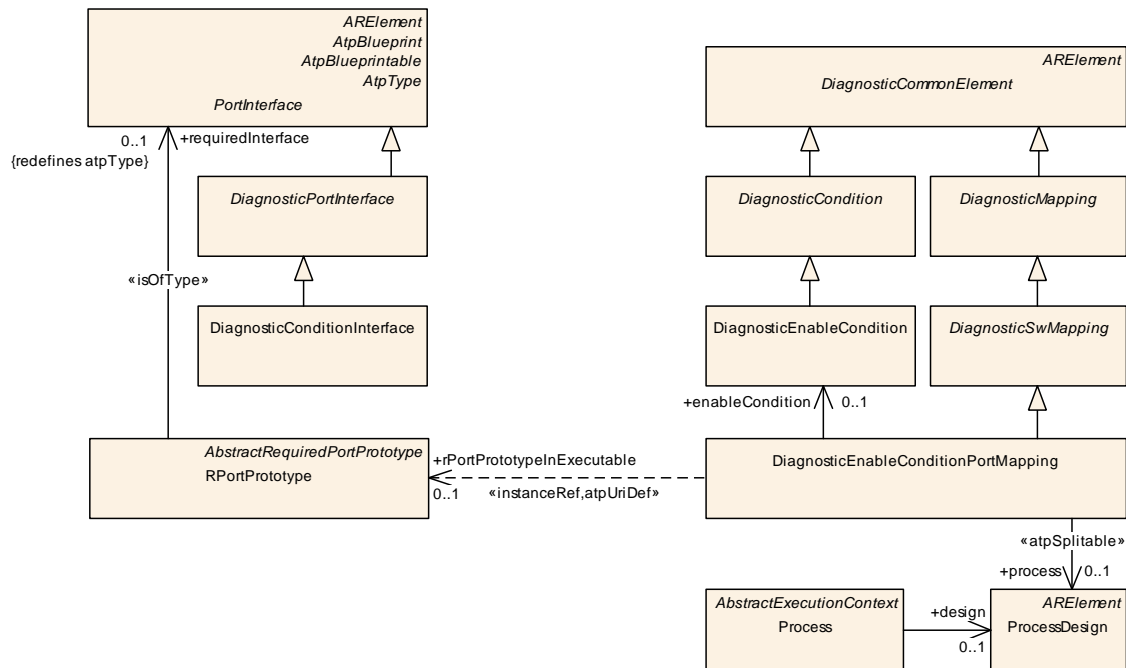 ARElement
AtpBlueprint
AtpBlueprintable
AtpType
PortInterface
ARElement
DiagnosticCommonElement
0..1
+requiredInterface
{redefines atpType}
DiagnosticPortInterface
DiagnosticCondition
DiagnosticMapping
«isOfType»
DiagnosticConditionInterface
DiagnosticEnableCondition
DiagnosticSwMapping
+enableCondition
0..1
AbstractRequiredPortPrototype
RPortPrototype
+rPortPrototypeInExecutable
0..1
«instanceRef,atpUriDef»
DiagnosticEnableConditionPortMapping
«atpSplitable»
+process
0..1
AbstractExecutionContext
Process
+design
0..1
ARElement
ProcessDesign